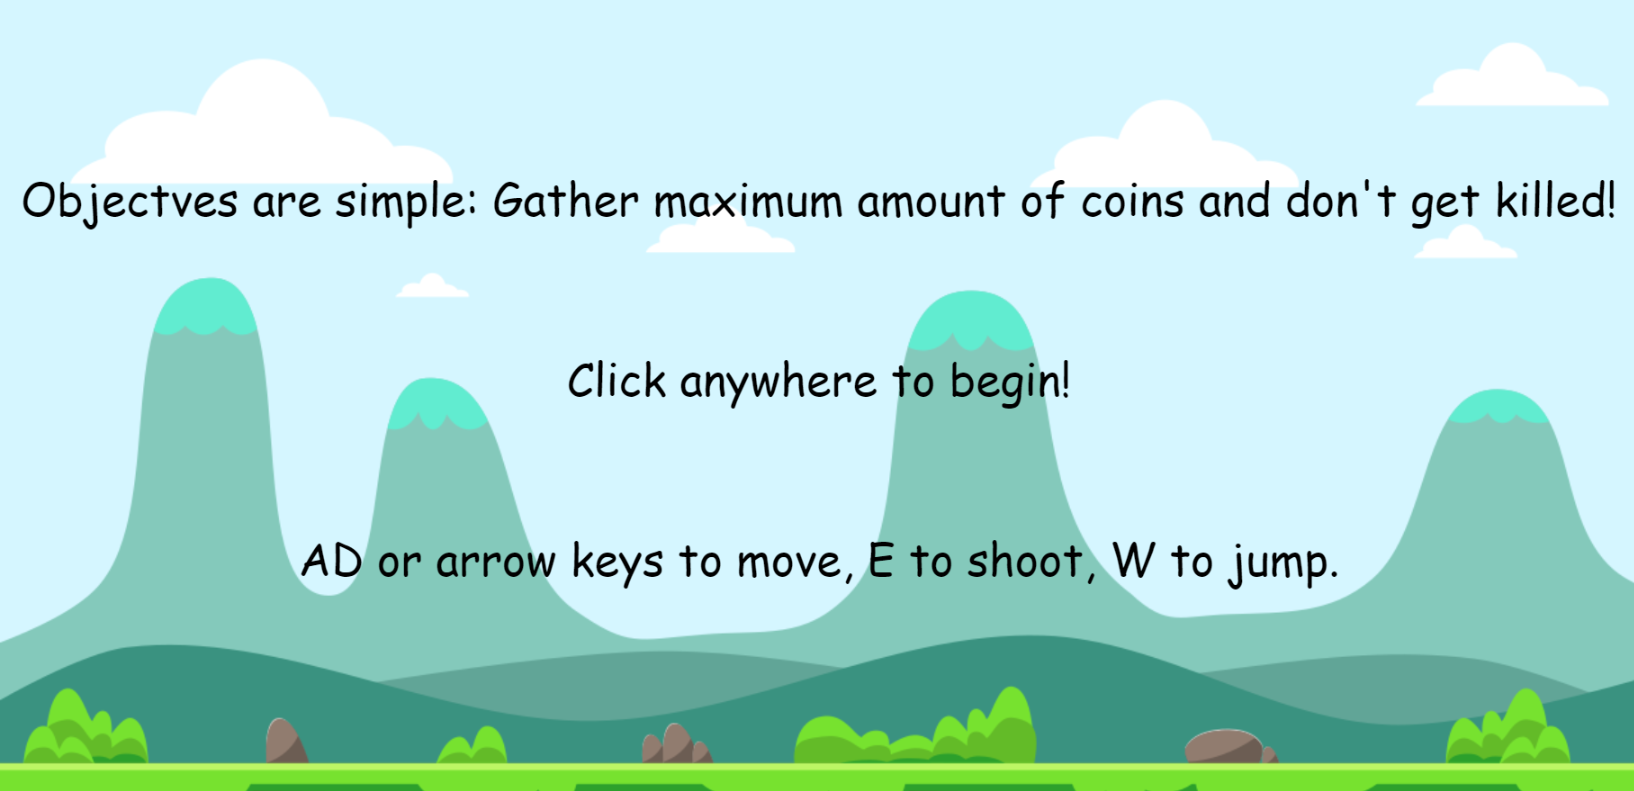 Objectves are simple: Gather maximum amount of coins and don't get killed!
Click anywhere to begin!
AD or arrow keys to move, E to shoot, W to jump.